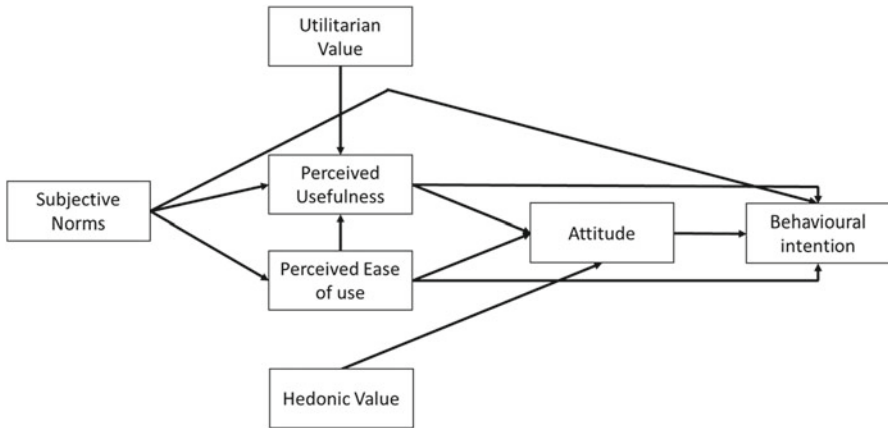 Utilitarian
Value
Perceived
Usefulness
Subjective
Norms
Attitude
Behavioural
intention
Perceived Ease
of use
Hedonic Value